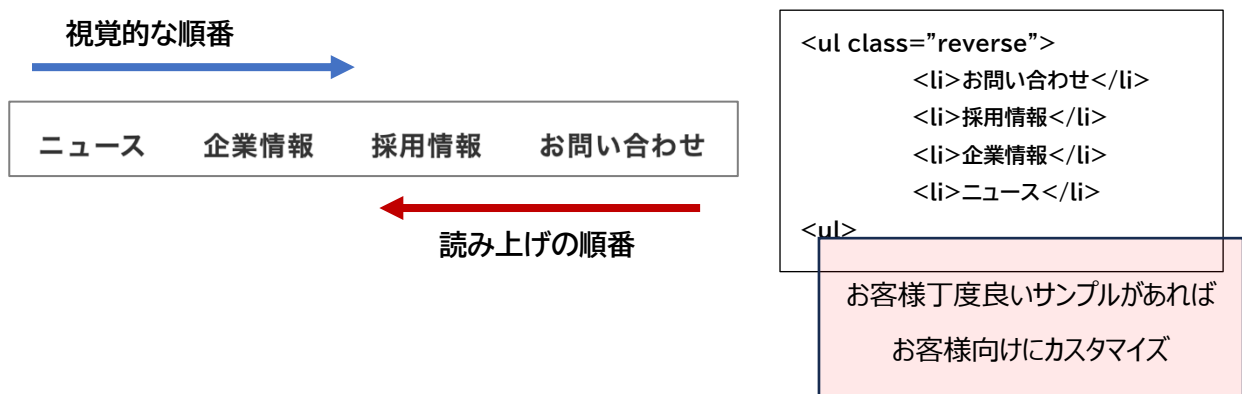 視覚的な順番
ニュース 企業情報 採用情報 お問い合わせ
読み上げの順番
<ul class=”reverse”>
<li>お問い合わせ</li>
<li>採用情報</li>
<li>企業情報</li>
<li>ニュース</li>
<ul>
お客様丁度良いサンプルがあれば
お客様向けにカスタマイズ